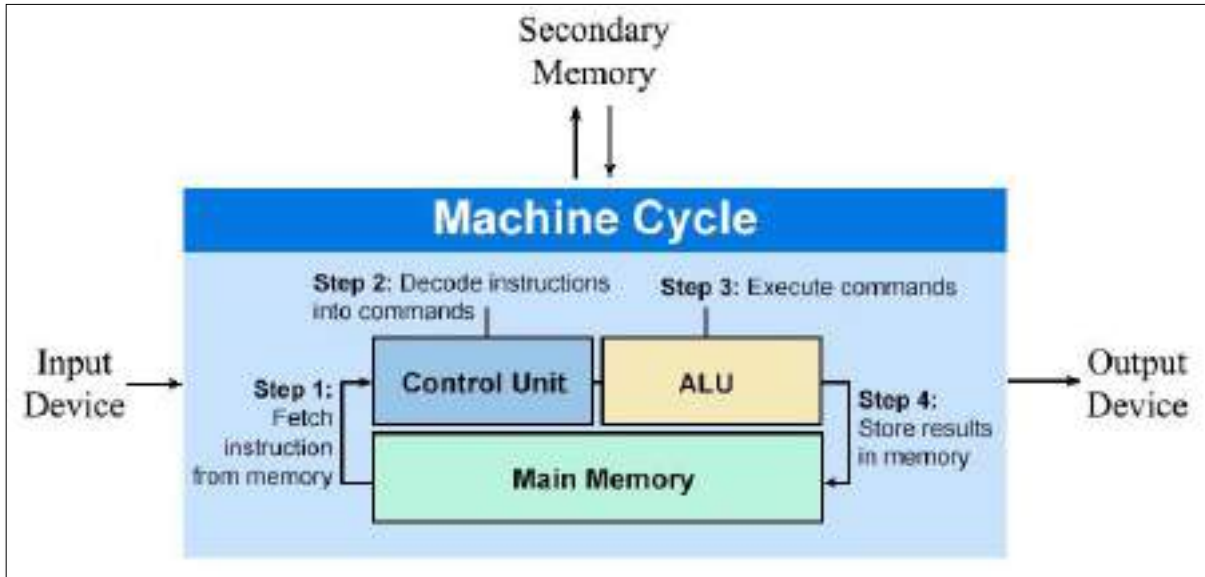 Secondary
Memory
Machine Cycle
Step 2: Decode instructions
into commands
Step 3: Execute commands
Input
Device
Step 1:
Fetch
instruction
from memory
Control Unit
ALU
Step 4:
Store results
in memory
Main Memory
Output
Device